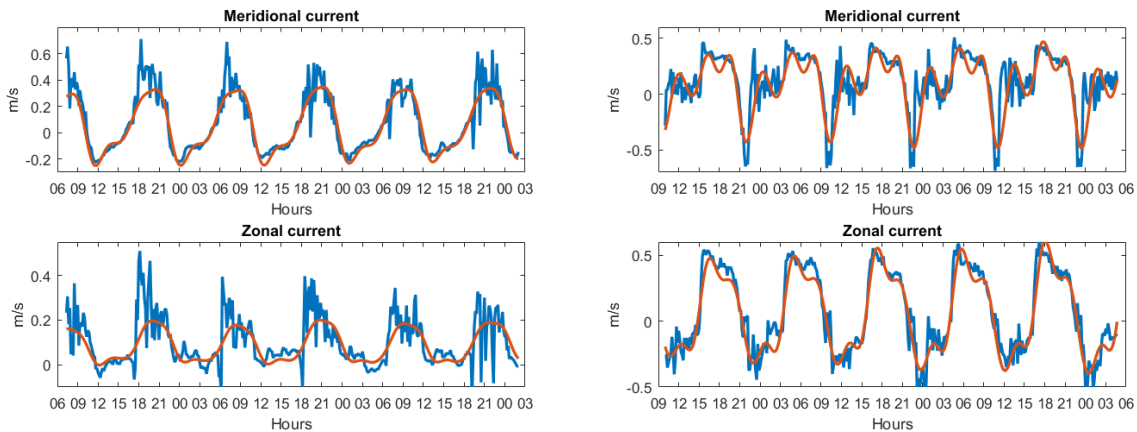 Meridional current
0.6
0.4
0.2
0
-0.2
m/s
06 09 12 15 18 21 00 03 06 09 12 15 18 21 00 03 06 09 12 15 18 21 00 03
Hours
Zonal current
0.4
0.2
0
m/s
06 09 12 15 18 21 00 03 06 09 12 15 18 21 00 03 06 09 12 15 18 21 00 03
Hours
Meridional current
0.5
0
-0.5
m/s
09 12 15 18 21 00 03 06 09 12 15 18 21 00 03 06 09 12 15 18 21 00 03 06
Hours
Zonal current
0.5
0
-0.5
m/s
09 12 15 18 21 00 03 06 09 12 15 18 21 00 03 06 09 12 15 18 21 00 03 06
Hours